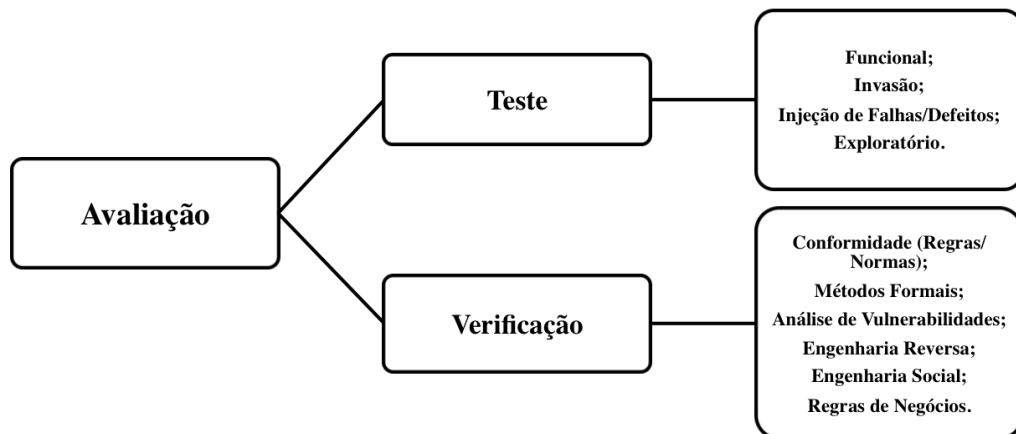 Avaliação
Teste
Funcional;
Invasão;
Injeção de Falhas/Defeitos;
Exploratório.
Verificação
Conformidade (Regras/
Normas);
Métodos Formais;
Análise de Vulnerabilidades;
Engenharia Reversa;
Engenharia Social;
Regras de Negócios.